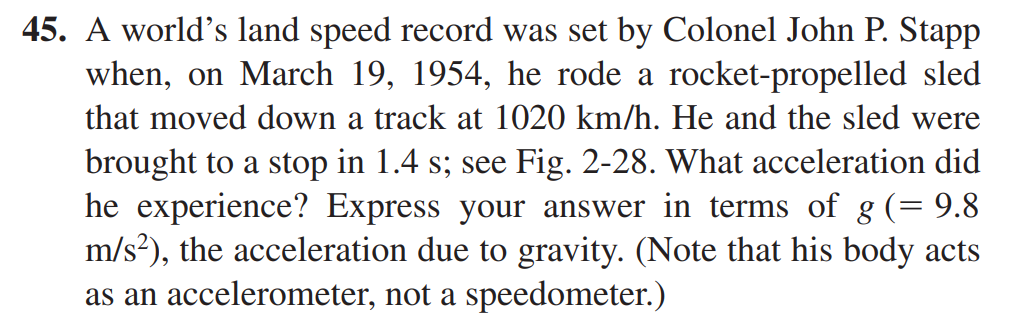 45. A world’s land speed record was set by Colonel John P. Stapp
when, on March 19, 1954, he rode a rocket-propelled sled
that moved down a track at 1020 km/h. He and the sled were
brought to a stop in 1.4 s; see Fig. 2-28. What acceleration did
he experience? Express your answer in terms of g (= 9.8
m/s²), the acceleration due to gravity. (Note that his body acts
as an accelerometer, not a speedometer.)